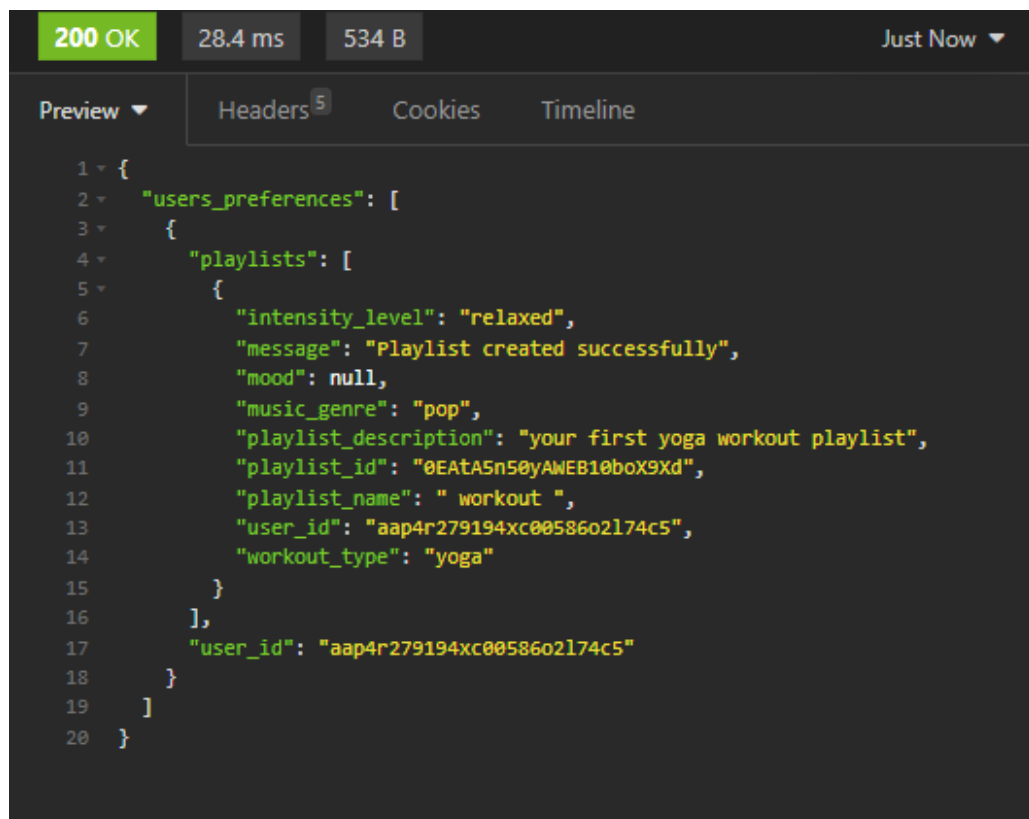 200 OK 28.4 ms 534 B Just Now
Preview Headers 5 Cookies Timeline
1 {
2 "users_preferences": [
3 {
4 "playlists": [
5 {
6 "intensity_level": "relaxed",
7 "message": "Playlist created successfully",
8 "mood": null,
9 "music_genre": "pop",
10 "playlist_description": "your first yoga workout playlist",
11 "playlist_id": "0EAtA5n50yAWEB10boX9Xd",
12 "playlist_name": " workout ",
13 "user_id": "aap4r279194xc00586o2l74c5",
14 "workout_type": "yoga"
15 }
16 ],
17 "user_id": "aap4r279194xc00586o2l74c5"
18 }
19 ]
20 }